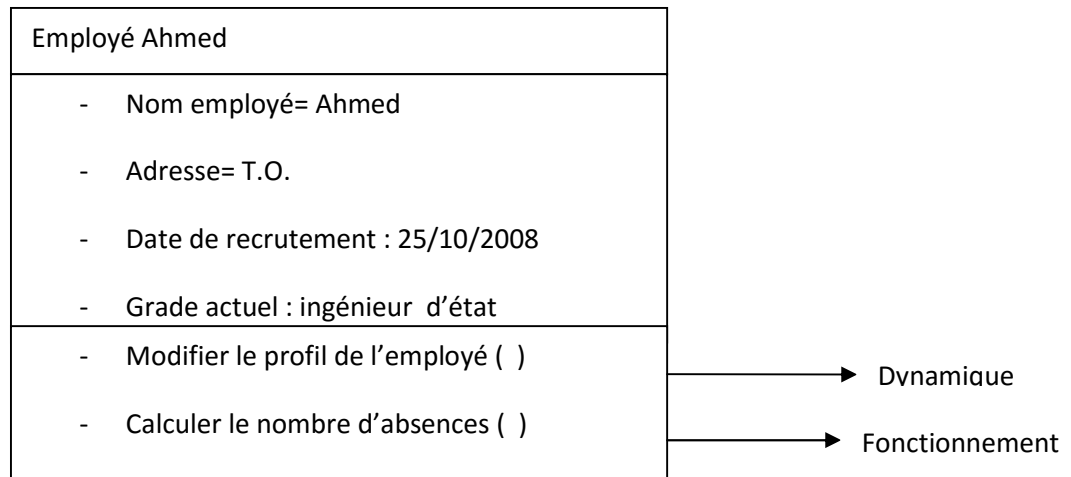 Employé Ahmed
- Nom employé= Ahmed
- Adresse= T.O.
- Date de recrutement : 25/10/2008
- Grade actuel : ingénieur d’état
- Modifier le profil de l’employé ( )
Dynamique
- Calculer le nombre d’absences ( )
Fonctionnement